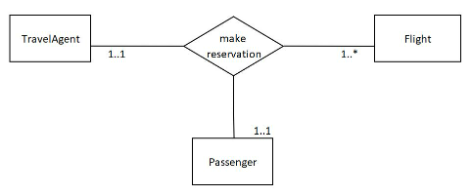 TravelAgent
1..1
make
reservation
1..*
Flight
1..1
Passenger